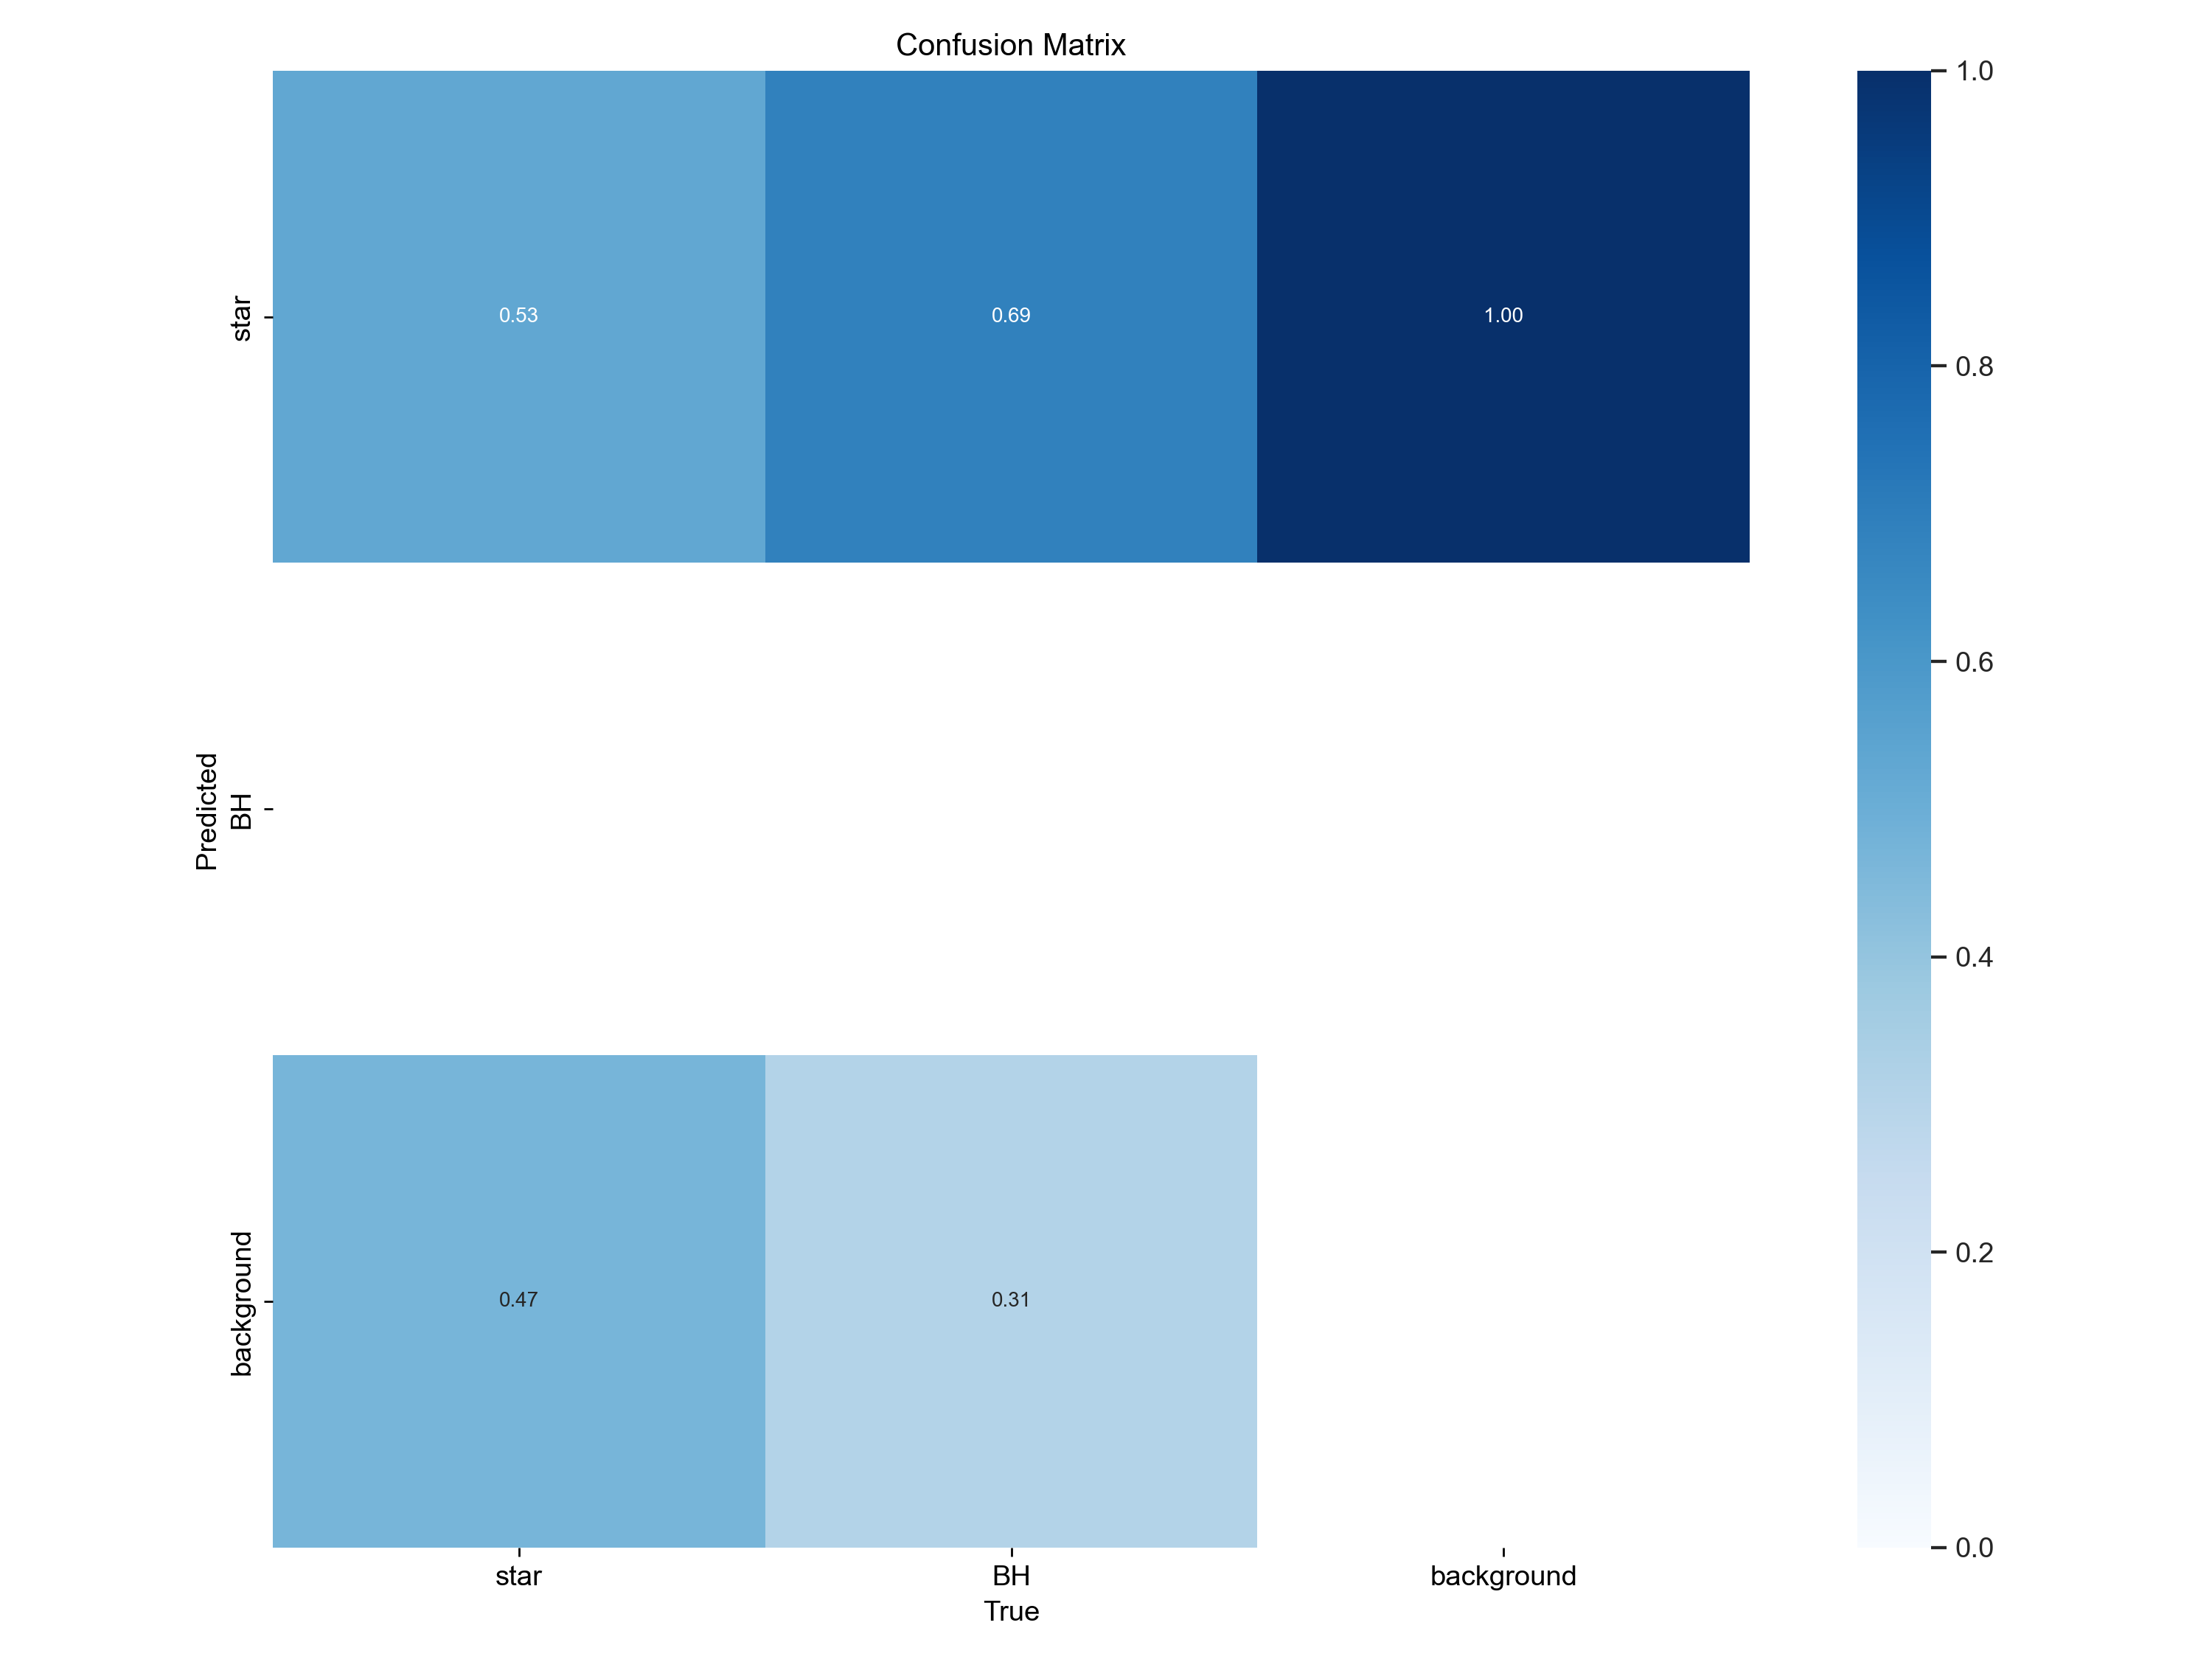 Confusion Matrix
star
BH
background
Predicted
0.53
0.69
1.00
0.47
0.31
star
BH
background
True
1.0
0.8
0.6
0.4
0.2
0.0